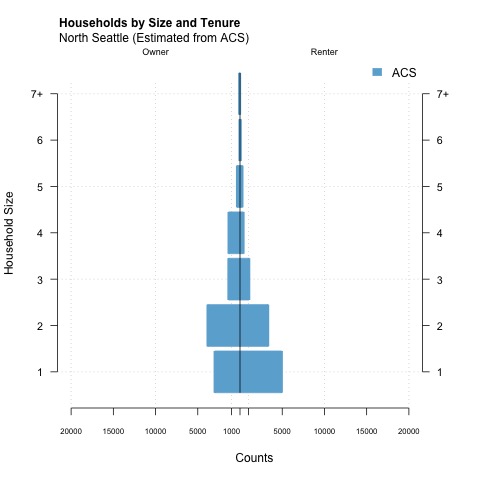 Households by Size and Tenure
North Seattle (Estimated from ACS)
Owner
Renter
ACS
7+
7+
6
6
5
5
4
4
3
3
2
2
1
1
Household Size
20000 15000 10000 5000 1000 5000 10000 15000 20000
Counts